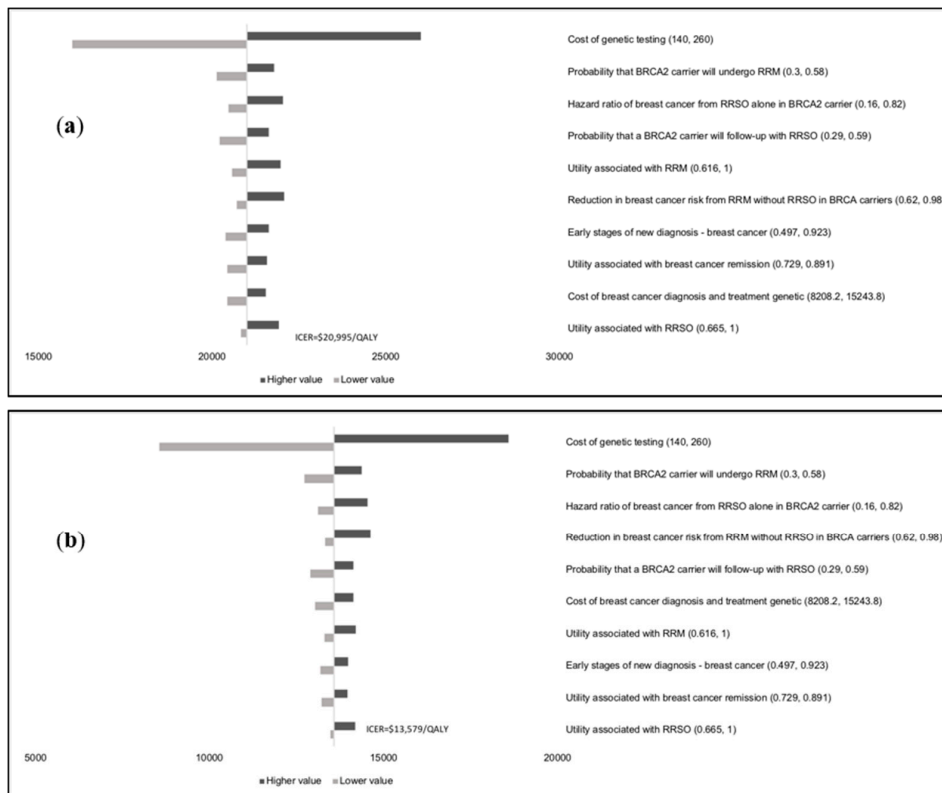 (a)
Cost of genetic testing (140, 260)
Probability that BRCA2 carrier will undergo RRM (0.3, 0.58)
Hazard ratio of breast cancer from RRSO alone in BRCA2 carrier (0.16, 0.82)
Probability that a BRCA2 carrier will follow-up with RRSO (0.29, 0.59)
Utility associated with RRM (0.616, 1)
Reduction in breast cancer risk from RRM without RRSO in BRCA carriers (0.62, 0.98
Early stages of new diagnosis - breast cancer (0.497, 0.923)
Utility associated with breast cancer remission (0.729, 0.891)
Cost of breast cancer diagnosis and treatment genetic (8208.2, 15243.8)
Utility associated with RRSO (0.665, 1)
ICER=$20,995/QALY
15000 20000 25000 30000
■Higher value ■Lower value
(b)
Cost of genetic testing (140, 260)
Probability that BRCA2 carrier will undergo RRM (0.3, 0.58)
Hazard ratio of breast cancer from RRSO alone in BRCA2 carrier (0.16, 0.82)
Reduction in breast cancer risk from RRM without RRSO in BRCA carriers (0.62, 0.98)
Probability that a BRCA2 carrier will follow-up with RRSO (0.29, 0.59)
Cost of breast cancer diagnosis and treatment genetic (8208.2, 15243.8)
Utility associated with RRM (0.616, 1)
Early stages of new diagnosis - breast cancer (0.497, 0.923)
Utility associated with breast cancer remission (0.729, 0.891)
ICER=$13,579/QALY
Utility associated with RRSO (0.665, 1)
5000 10000 15000 20000
■Higher value ■Lower value